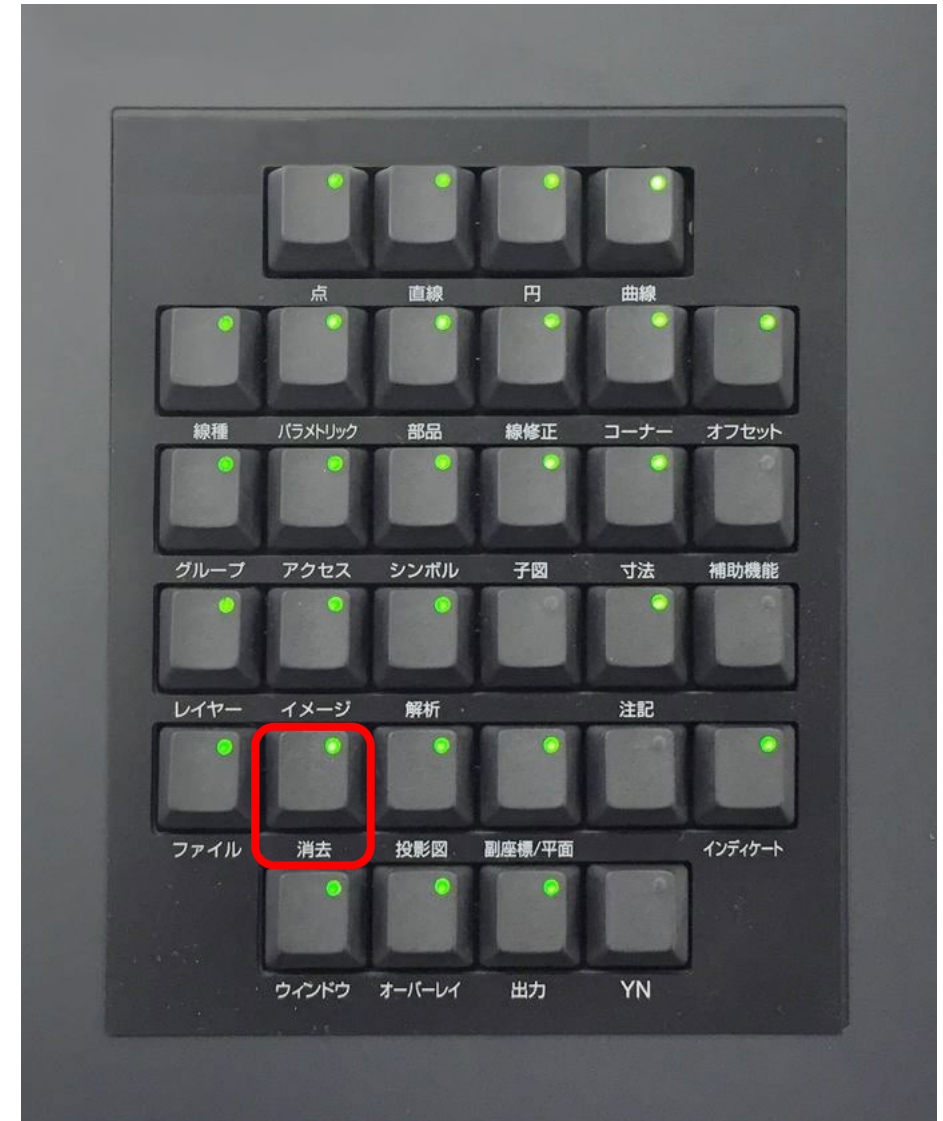 点 直線 円 曲線
線種 パラメトリック 部品 線修正 コーナー オフセット
グループ アクセス シンボル 子図 寸法 補助機能
レイヤー イメージ 解析 注記
ファイル 消去 投影図 副座標/平面 インディケート
ウィンドウ オーバーレイ 出力 YN